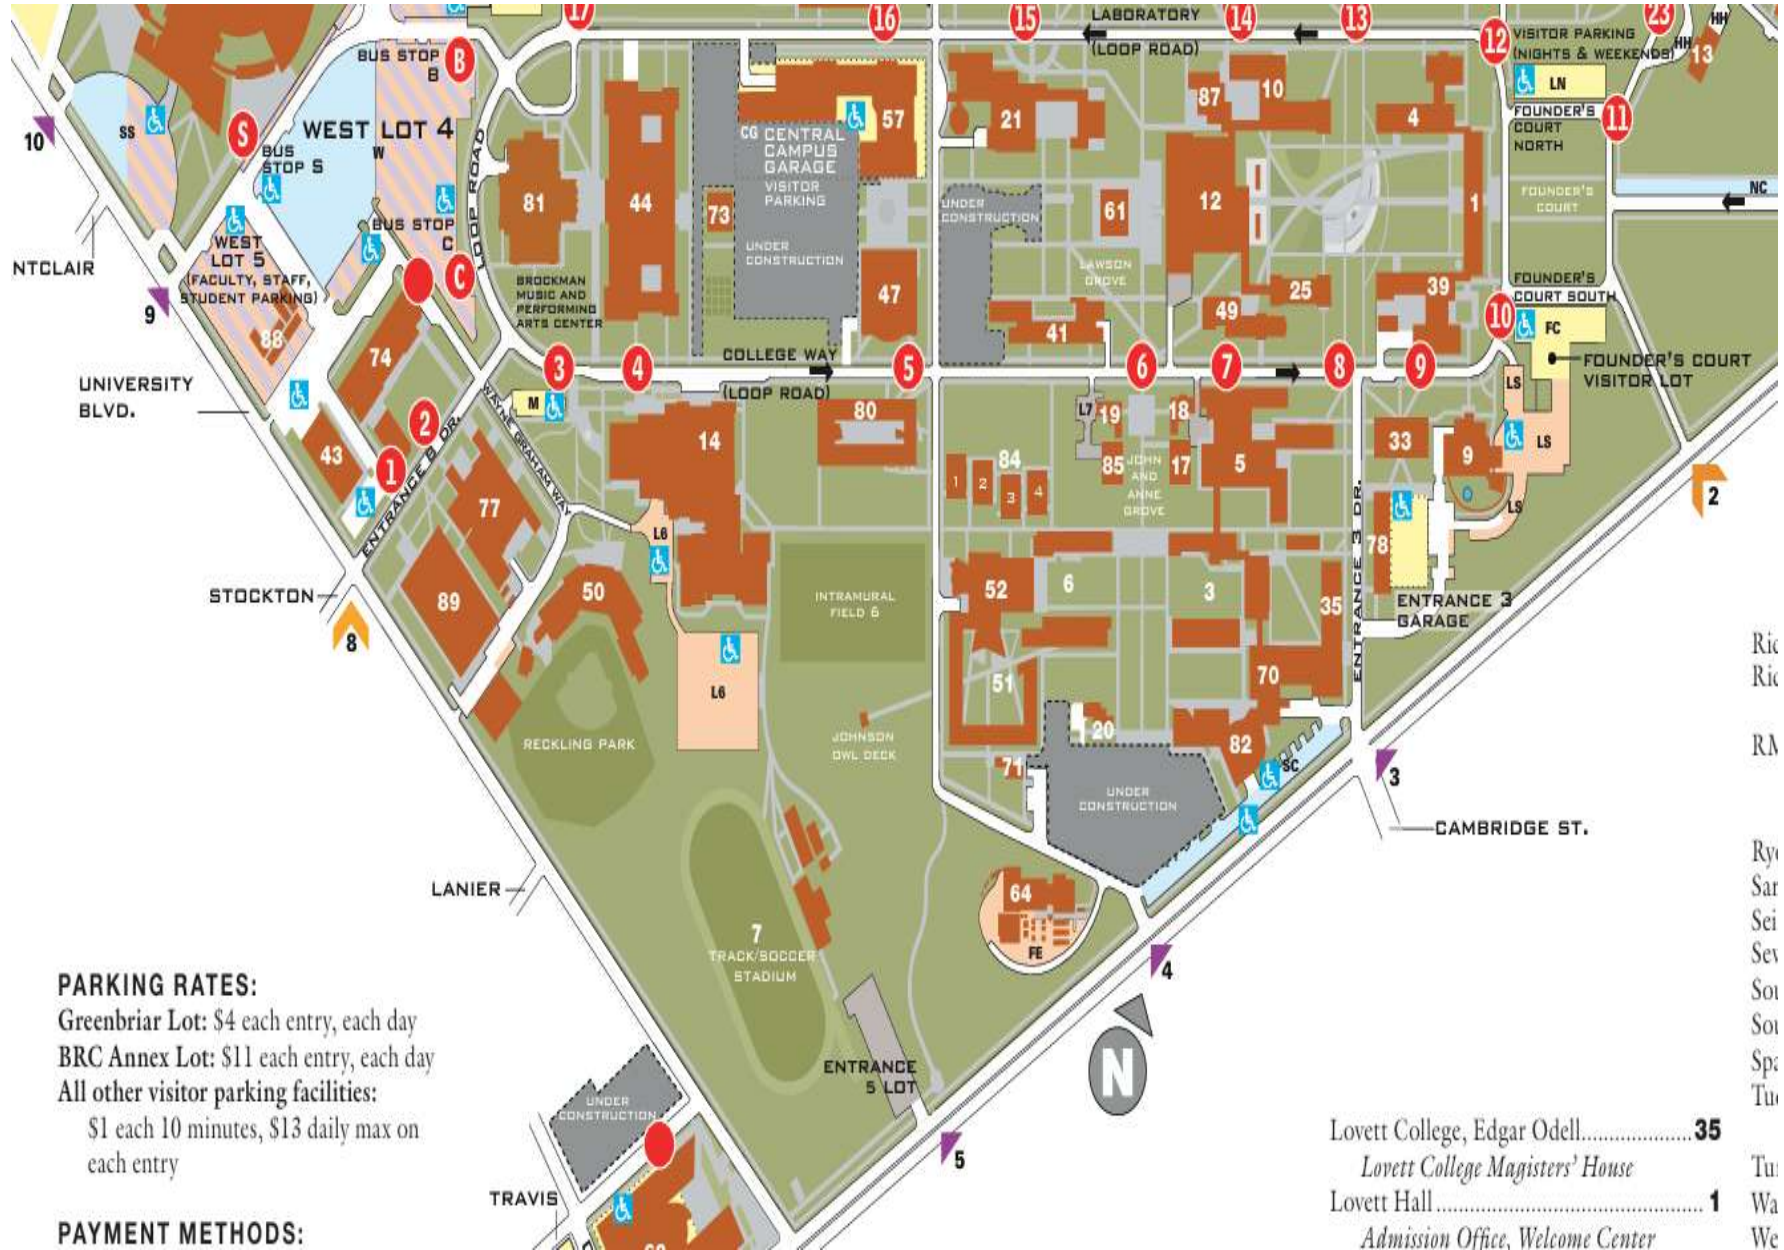 17
16
15
LABORATORY
14
13
(LOOP ROAD)
12
VISITOR PARKING
(NIGHTS & WEEKENDS)
23
HH
HH
13
BUS STOP
B
B
LN
FOUNDER'S
COURT
NORTH
11
10
SS
S
WEST LOT 4
W
BUS
STOP S
LOOP ROAD
CG CENTRAL
CAMPUS
GARAGE
VISITOR
PARKING
57
21
87
10
4
81
44
73
UNDER
CONSTRUCTION
UNDER
CONSTRUCTION
61
12
1
FOUNDER'S
COURT
NC
BUS STOP
C
C
WEST
LOT 5
(FACULTY, STAFF,
STUDENT PARKING)
NTCLAIR
9
88
BROCKMAN
MUSIC AND
PERFORMING
ARTS CENTER
47
LAWSON
GROVE
41
49
25
39
FOUNDER'S
COURT SOUTH
10
FC
FOUNDER'S COURT
VISITOR LOT
74
UNIVERSITY
BLVD.
COLLEGE WAY
(LOOP ROAD)
3
4
5
6
7
8
9
LS
M
WAYNE GRAHAM WAY
2
43
1
ENTRANCE 8 DR.
14
80
L7
19
18
84
1
2
3
4
85
JOHN
AND
ANNE
GROVE
17
5
33
9
LS
LS
2
77
L6
78
STOCKTON
8
89
50
INTRAMURAL
FIELD 6
52
6
3
35
ENTRANCE 3 DR.
ENTRANCE 3
GARAGE
L6
51
70
RECKLING PARK
JOHNSON
OWL DECK
20
82
71
SC
3
UNDER
CONSTRUCTION
CAMBRIDGE ST.
LANIER
64
FE
7
TRACK/SOCCER
STADIUM
4
N
ENTRANCE
5 LOT
5
UNDER
CONSTRUCTION
TRAVIS
PARKING RATES:
Greenbriar Lot: $4 each entry, each day
BRC Annex Lot: $11 each entry, each day
All other visitor parking facilities:
$1 each 10 minutes, $13 daily max on
each entry
PAYMENT METHODS:
Lovett College, Edgar Odell.....................35
Lovett College Magisters' House
Lovett Hall.................................................1
Admission Office, Welcome Center